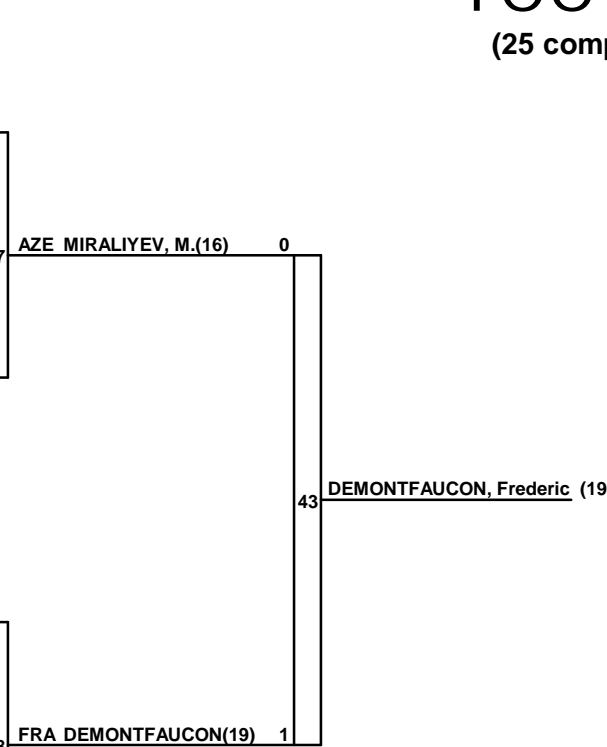 (25 comp
AZE MIRALIYEV, M.(16) 0
DEMONTFAUCON, Frederic (19
43
FRA DEMONTFAUCON(19) 1